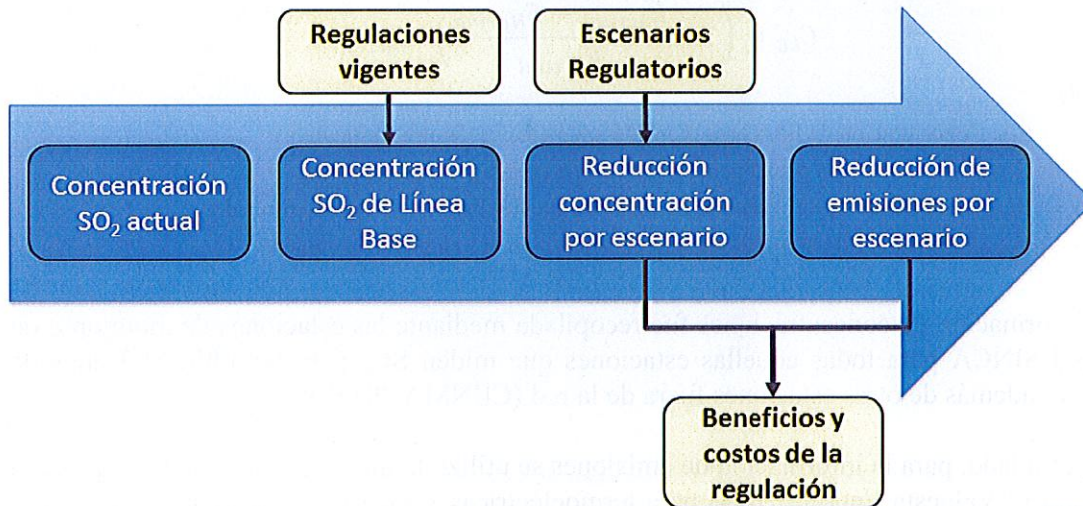 Regulaciones
vigentes
Escenarios
Regulatorios
Concentración
SO₂ actual
Concentración
SO₂ de Línea
Base
Reducción
concentración
por escenario
Reducción de
emisiones por
escenario
Beneficios y
costos de la
regulación